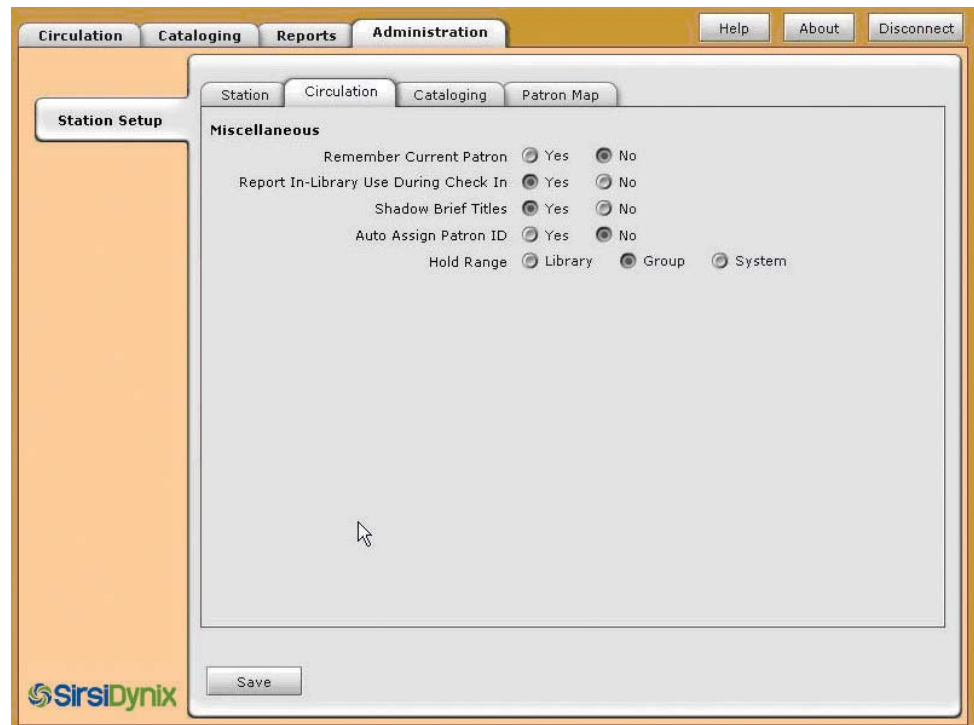 Circulation Cataloging Reports Administration Help About Disconnect
Station Setup
Station Circulation Cataloging Patron Map
Miscellaneous
Remember Current Patron Yes No
Report In-Library Use During Check In Yes No
Shadow Brief Titles Yes No
Auto Assign Patron ID Yes No
Hold Range Library Group System
Save
SirsiDynix